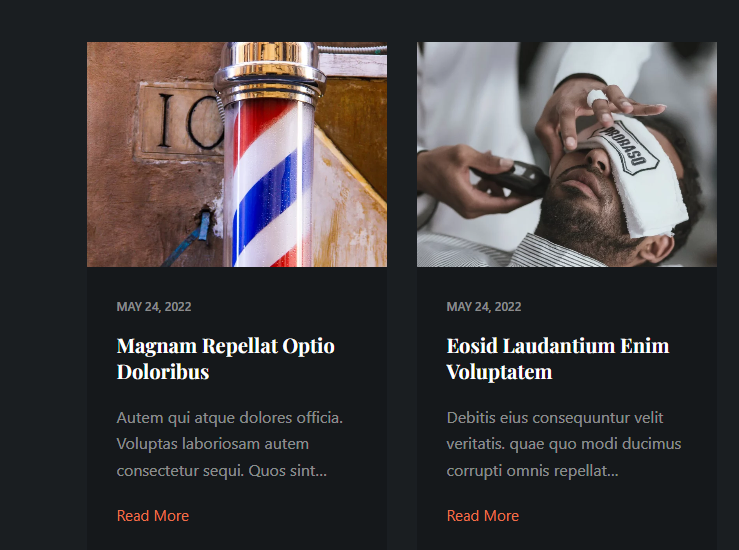 IO
PRORASO
MAY 24, 2022
Magnam Repellat Optio
Doloribus
Autem qui atque dolores officia.
Voluptas laboriosam autem
consectetur sequi. Quos sint...
Read More
MAY 24, 2022
Eosid Laudantium Enim
Voluptatem
Debitis eius consequuntur velit
veritatis. quae quo modi ducimus
corrupti omnis repellat...
Read More